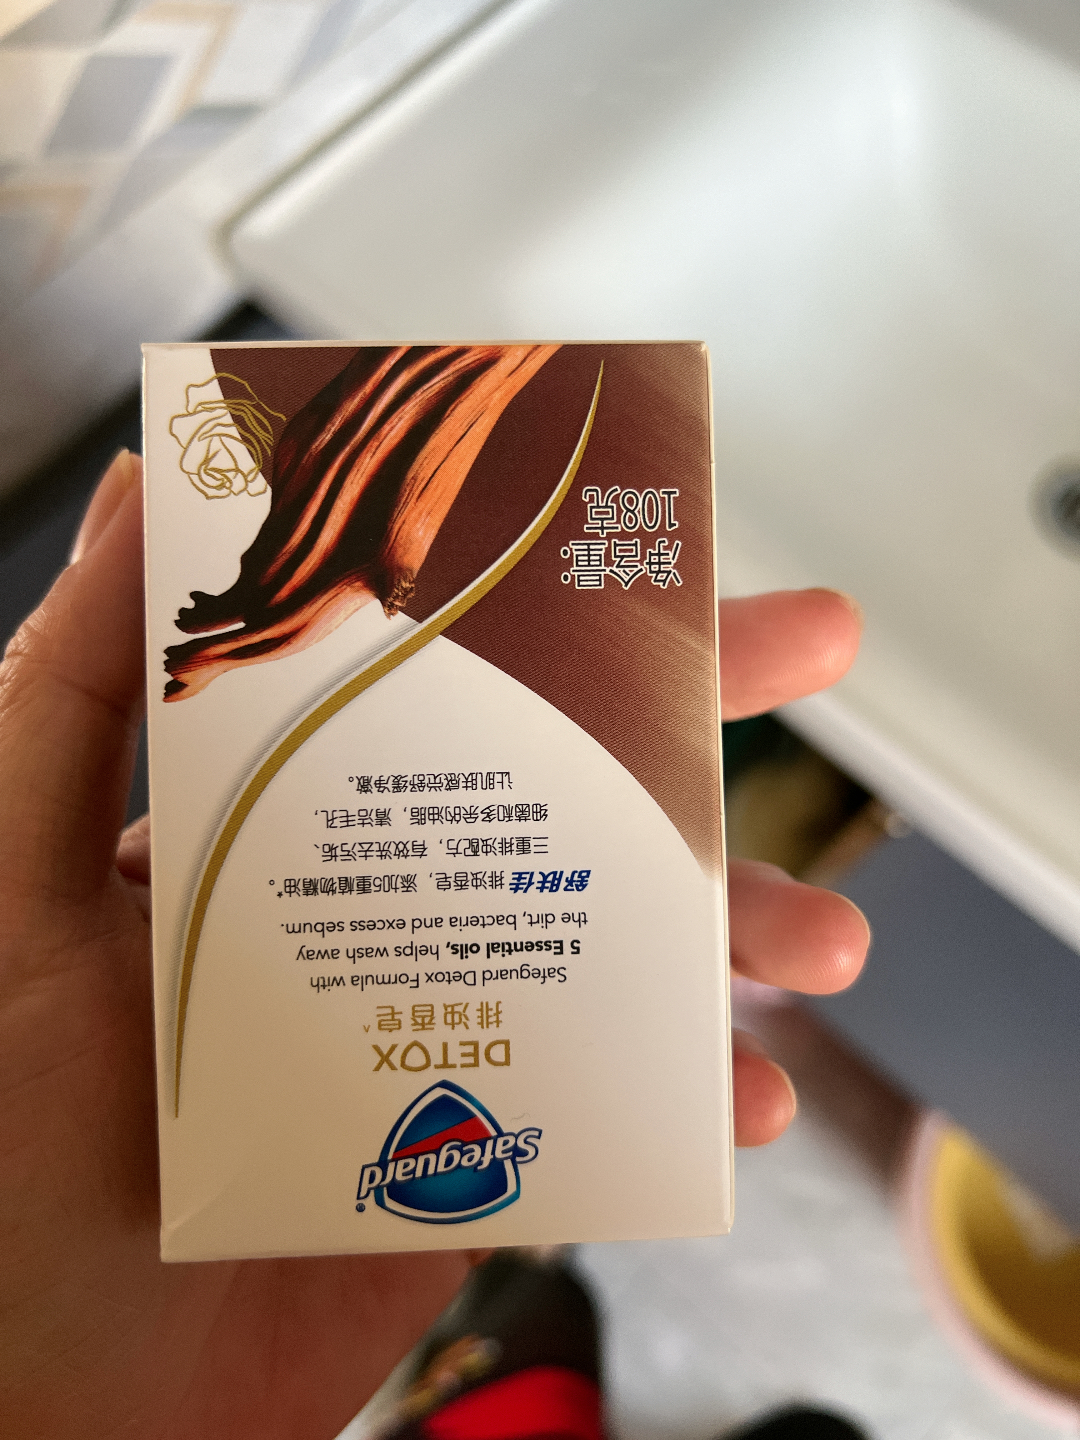 Safeguard®
DETOX
排浊香皂^
Safeguard Detox Formula with
5 Essential oils, helps wash away
the dirt, bacteria and excess sebum.
舒肤佳 排浊香皂，添加5重植物精油*。
三重排浊配方，有效洗去污垢、
细菌和多余的油脂，清洁毛孔，
让肌肤感觉舒缓净澈。
净含量:
108克